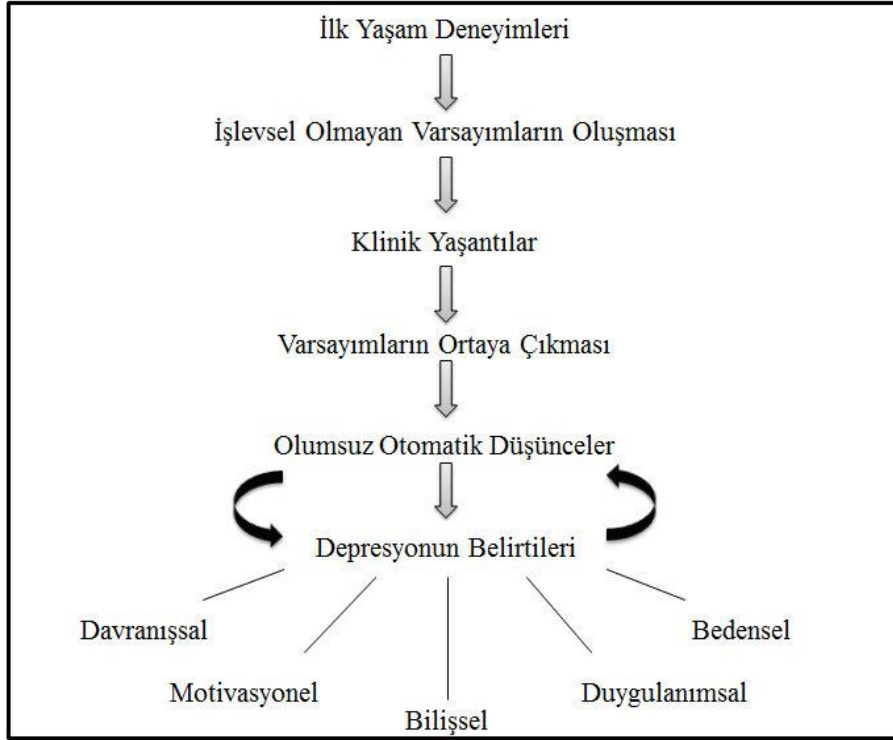 İlk Yaşam Deneyimleri
İşlevsel Olmayan Varsayımların Oluşması
Klinik Yaşantılar
Varsayımların Ortaya Çıkması
Olumsuz Otomatik Düşünceler
Depresyonun Belirtileri
Davranışsal
Bedensel
Motivasyonel
Duygulanımsal
Bilişsel